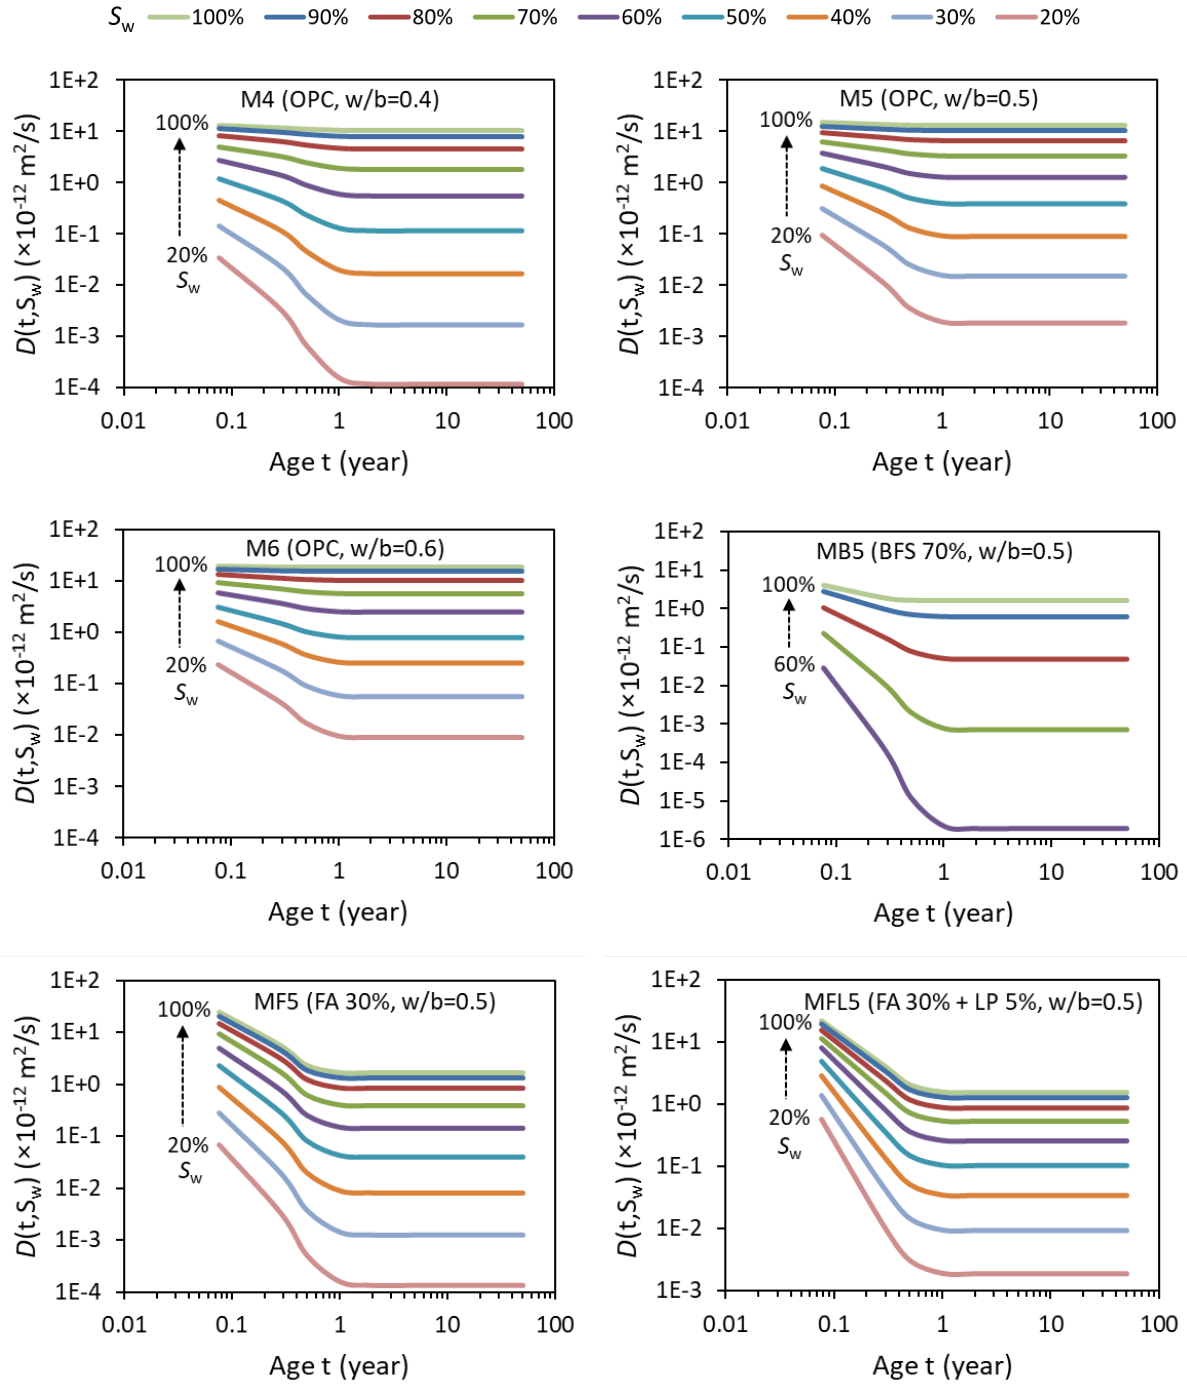 Sw 100% 90% 80% 70% 60% 50% 40% 30% 20%
M4 (OPC, w/b=0.4)
D(t,Sw) (×10⁻¹² m²/s)
1E+2
1E+1
1E+0
1E-1
1E-2
1E-3
1E-4
100%
20%
Sw
0.01 0.1 1 10 100
Age t (year)
M5 (OPC, w/b=0.5)
D(t,Sw) (×10⁻¹² m²/s)
1E+2
1E+1
1E+0
1E-1
1E-2
1E-3
1E-4
100%
20%
Sw
0.01 0.1 1 10 100
Age t (year)
M6 (OPC, w/b=0.6)
D(t,Sw) (×10⁻¹² m²/s)
1E+2
1E+1
1E+0
1E-1
1E-2
1E-3
1E-4
100%
20%
Sw
0.01 0.1 1 10 100
Age t (year)
MB5 (BFS 70%, w/b=0.5)
D(t,Sw) (×10⁻¹² m²/s)
1E+2
1E+1
1E+0
1E-1
1E-2
1E-3
1E-4
1E-5
1E-6
100%
60%
Sw
0.01 0.1 1 10 100
Age t (year)
MF5 (FA 30%, w/b=0.5)
D(t,Sw) (×10⁻¹² m²/s)
1E+2
1E+1
1E+0
1E-1
1E-2
1E-3
1E-4
100%
20%
Sw
0.01 0.1 1 10 100
Age t (year)
MFL5 (FA 30% + LP 5%, w/b=0.5)
D(t,Sw) (×10⁻¹² m²/s)
1E+2
1E+1
1E+0
1E-1
1E-2
1E-3
100%
20%
Sw
0.01 0.1 1 10 100
Age t (year)